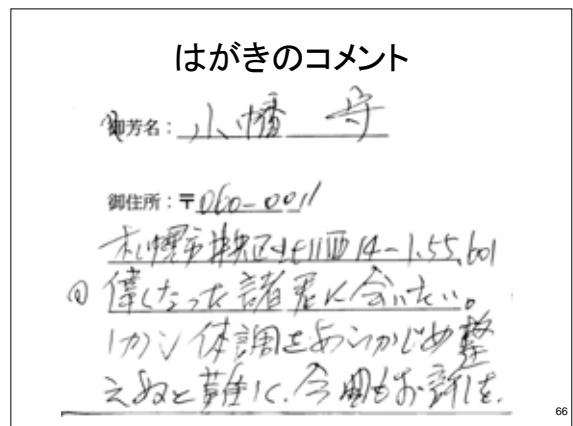 はがきのコメント
御芳名: 小幡 守
御住所: 〒060-0011
札幌市中央区北11西14-1.55.601
偉くなった諸君に会いたい。
しかし体調をあらかじめ整
えぬと難しく.今回もお許しを.
66